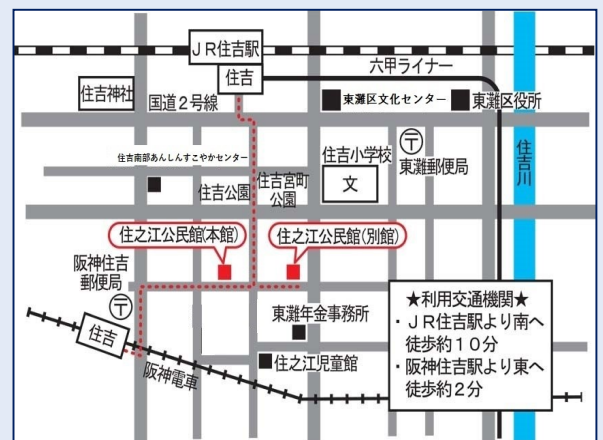 JR住吉駅
住吉
六甲ライナー
住吉神社
国道2号線
東灘区文化センター
東灘区役所
住吉南部あんしんすこやかセンター
住吉小学校
文
〒
東灘郵便局
住吉川
住吉公園
住吉宮町
公園
住之江公民館(本館)
住之江公民館(別館)
阪神住吉
郵便局
〒
住吉
阪神電車
東灘年金事務所
住之江児童館
★利用交通機関★
・JR住吉駅より南へ
徒歩約10分
・阪神住吉駅より東へ
徒歩約2分